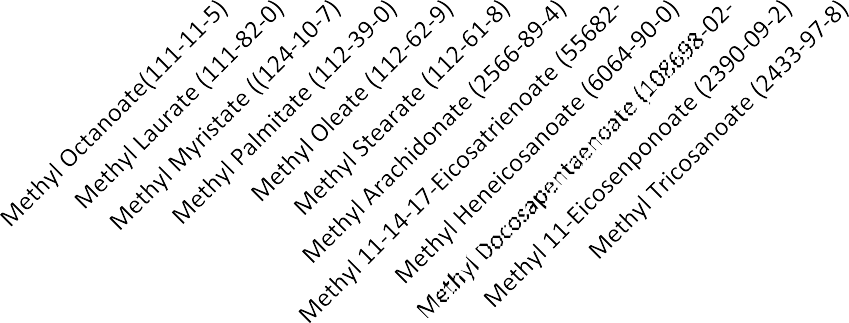 Methyl Octanoate(111-11-5)
Methyl Laurate (111-82-0)
Methyl Myristate ((124-10-7)
Methyl Palmitate (112-39-0)
Methyl Oleate (112-62-9)
Methyl Stearate (112-61-8)
Methyl Arachidonate (2566-89-4)
Methyl 11-14-17-Eicosatrienoate (55682-
Methyl Heneicosanoate (6064-90-0)
Methyl Docosapentaenoate
Methyl 11-Eicosenponoate (2390-09-2)
Methyl Tricosanoate (2433-97-8)